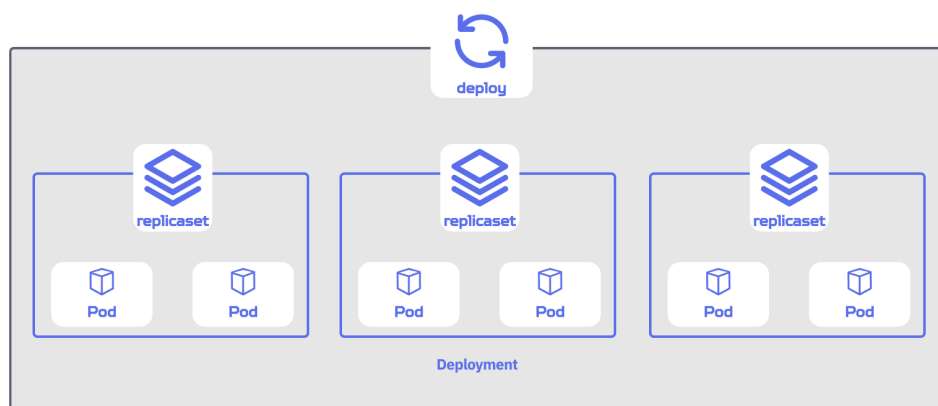 deploy
replicaset
replicaset
replicaset
Pod
Pod
Pod
Pod
Pod
Pod
Deployment